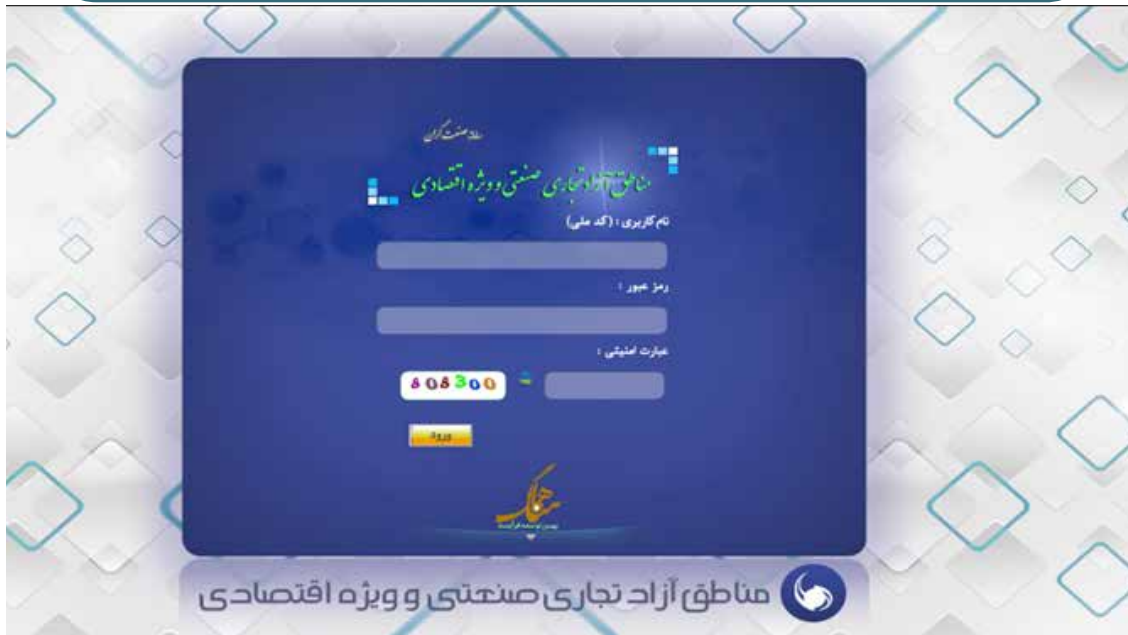 مناطق آزاد تجاری صنعتی و ویژه اقتصادی
نام کاربری : (کد ملی)
رمز عبور :
عبارت امنیتی :
808300
ورود
مناطق آزاد تجاری صنعتی و ویژه اقتصادی